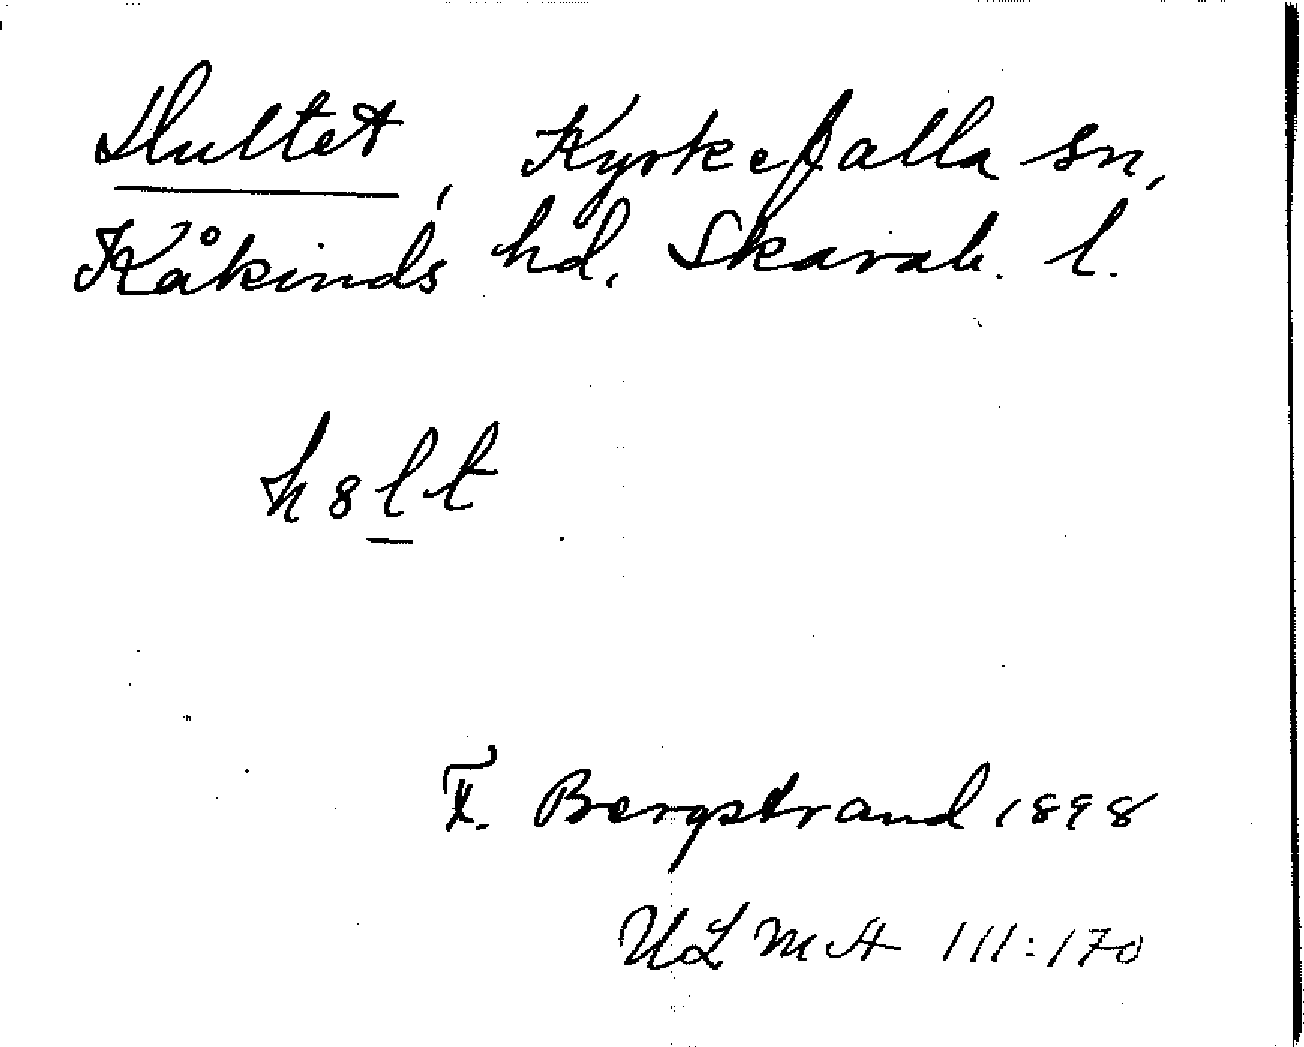 Hultet, Kyrkefalla sn,
Kåkinds hd. Skarab. l.
h8lt
F. Bergstrand 1898
ULMA 111:170